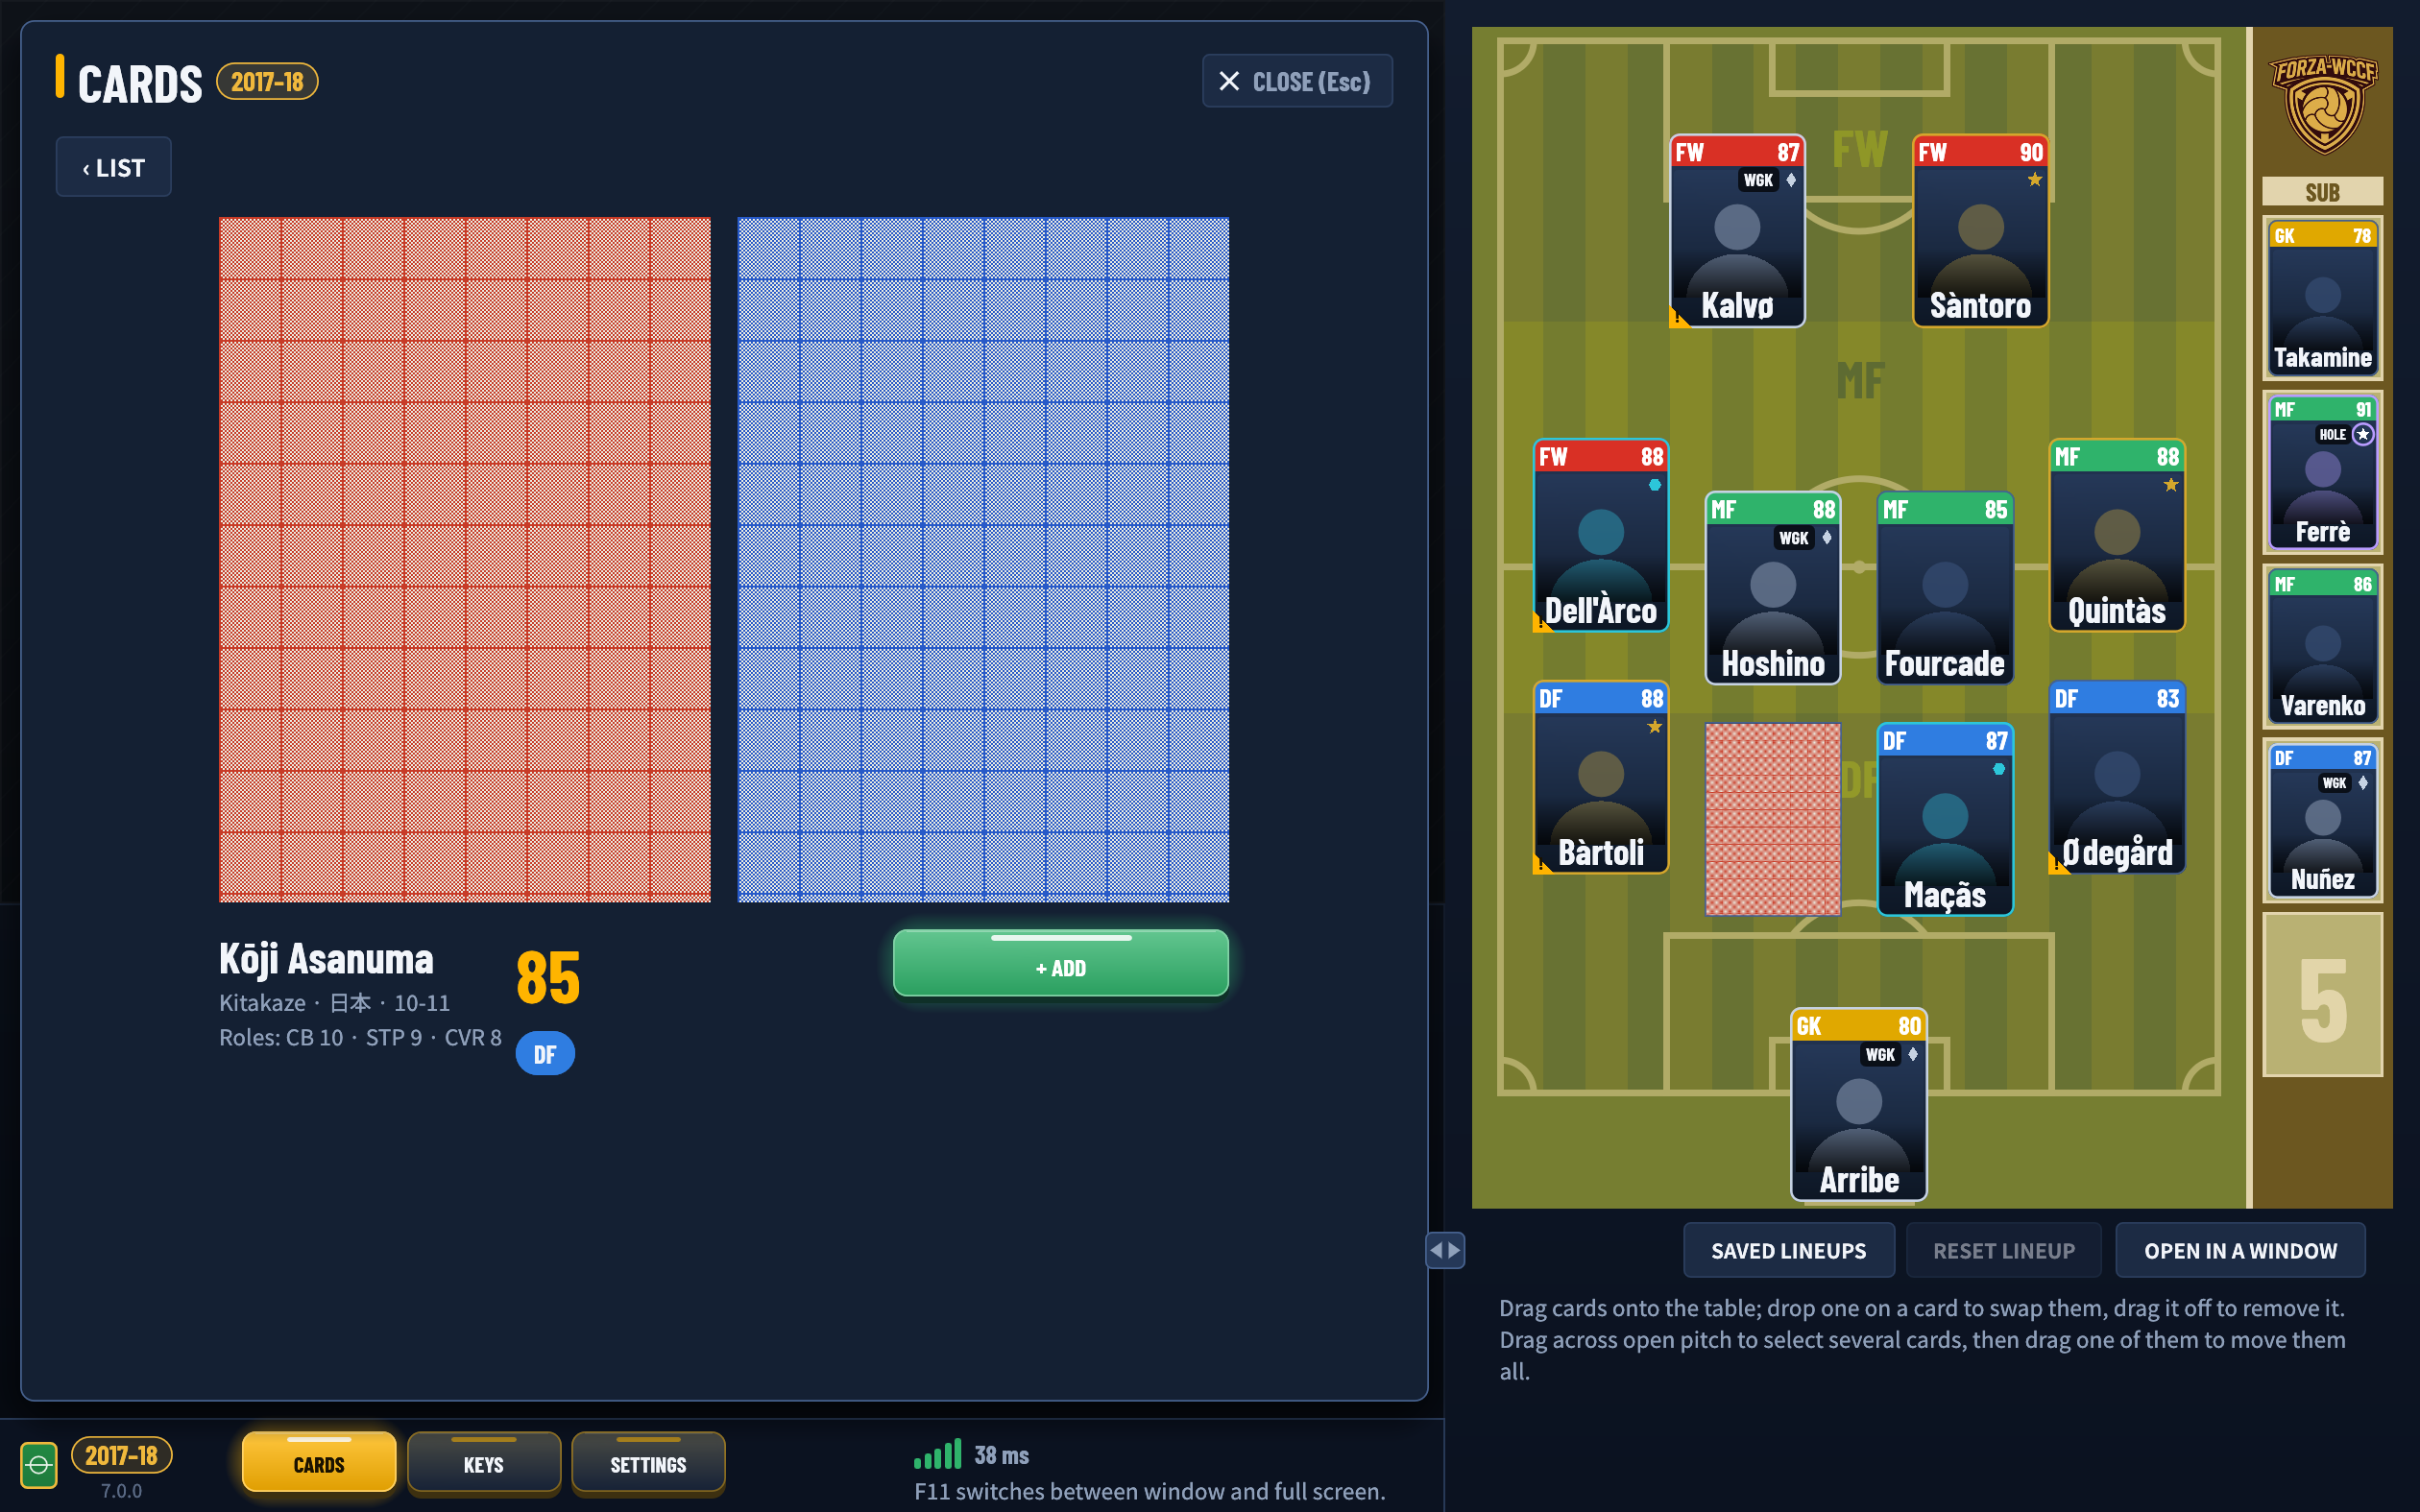 CARDS 2017-18
✕ CLOSE (Esc)
‹ LIST
Kōji Asanuma
Kitakaze · 日本 · 10-11
Roles: CB 10 · STP 9 · CVR 8
85
DF
+ ADD
2017-18
7.0.0
CARDS
KEYS
SETTINGS
38 ms
F11 switches between window and full screen.
FW
MF
DF
FW 87
WGK
Kalvø
FW 90
Sàntoro
FW 88
Dell'Àrco
MF 88
WGK
Hoshino
MF 85
Fourcade
MF 88
Quintàs
DF 88
Bàrtoli
DF 87
Maçãs
DF 83
Ødegård
GK 80
WGK
Arribe
FORZA-WCCF
SUB
GK 78
Takamine
MF 91
HOLE
Ferrè
MF 86
Varenko
DF 87
WGK
Nuñez
5
SAVED LINEUPS
RESET LINEUP
OPEN IN A WINDOW
Drag cards onto the table; drop one on a card to swap them, drag it off to remove it.
Drag across open pitch to select several cards, then drag one of them to move them
all.